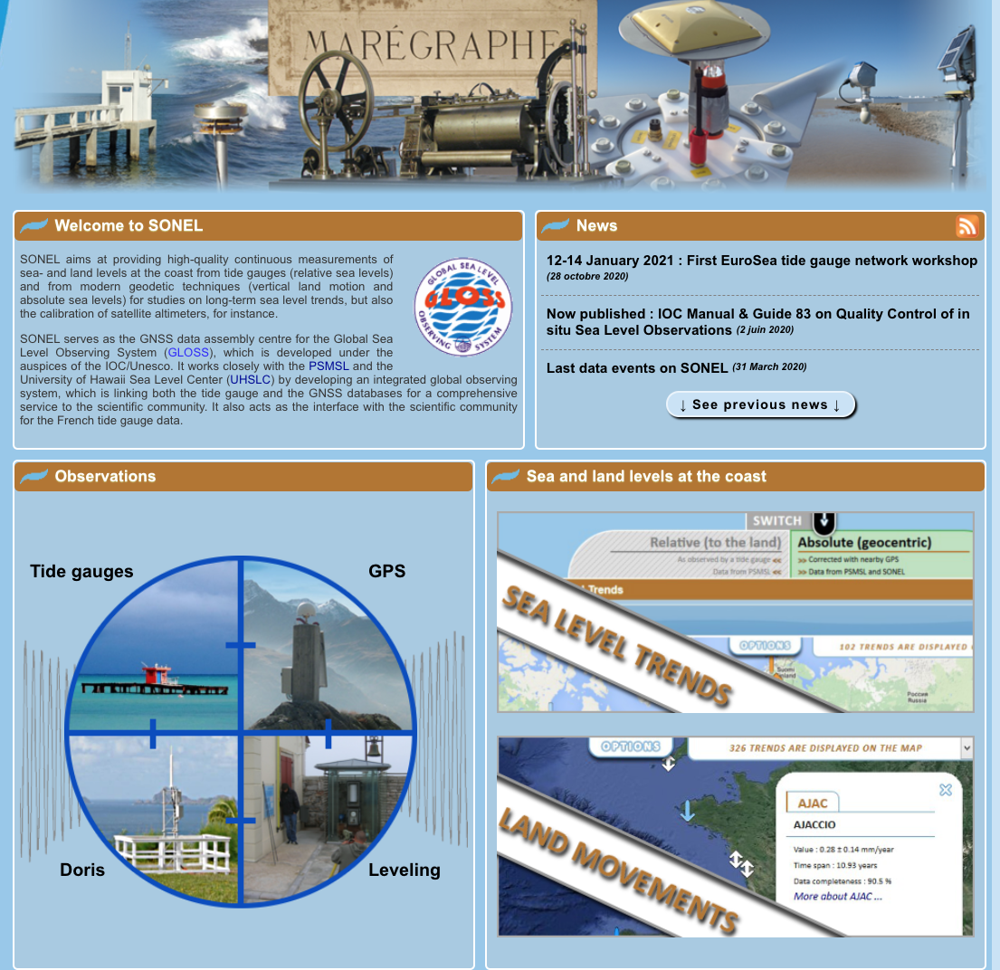 MARÉGRAPHE
Welcome to SONEL
SONEL aims at providing high-quality continuous measurements of
sea- and land levels at the coast from tide gauges (relative sea levels)
and from modern geodetic techniques (vertical land motion and
absolute sea levels) for studies on long-term sea level trends, but also
the calibration of satellite altimeters, for instance.
SONEL serves as the GNSS data assembly centre for the Global Sea
Level Observing System (GLOSS), which is developed under the
auspices of the IOC/Unesco. It works closely with the PSMSL and the
University of Hawaii Sea Level Center (UHSLC) by developing an integrated global observing
system, which is linking both the tide gauge and the GNSS databases for a comprehensive
service to the scientific community. It also acts as the interface with the scientific community
for the French tide gauge data.
GLOBAL SEA LEVEL
GLOSS
OBSERVING SYSTEM
News
12-14 January 2021 : First EuroSea tide gauge network workshop
(28 octobre 2020)
Now published : IOC Manual & Guide 83 on Quality Control of in
situ Sea Level Observations (2 juin 2020)
Last data events on SONEL (31 March 2020)
↓ See previous news ↓
Observations
Tide gauges
GPS
Doris
Leveling
Sea and land levels at the coast
SWITCH
Relative (to the land)
As observed by a tide gauge <<
Data from PSMSL <<
Absolute (geocentric)
>> Corrected with nearby GPS
>> Data from PSMSL and SONEL
Trends
SEA LEVEL TRENDS
OPTIONS
102 TRENDS ARE DISPLAYED
Suomi
Россия
Russia
OPTIONS
326 TRENDS ARE DISPLAYED ON THE MAP
LAND MOVEMENTS
AJAC
AJACCIO
Value : 0.28 ± 0.14 mm/year
Time span : 10.93 years
Data completeness : 90.5 %
More about AJAC ...